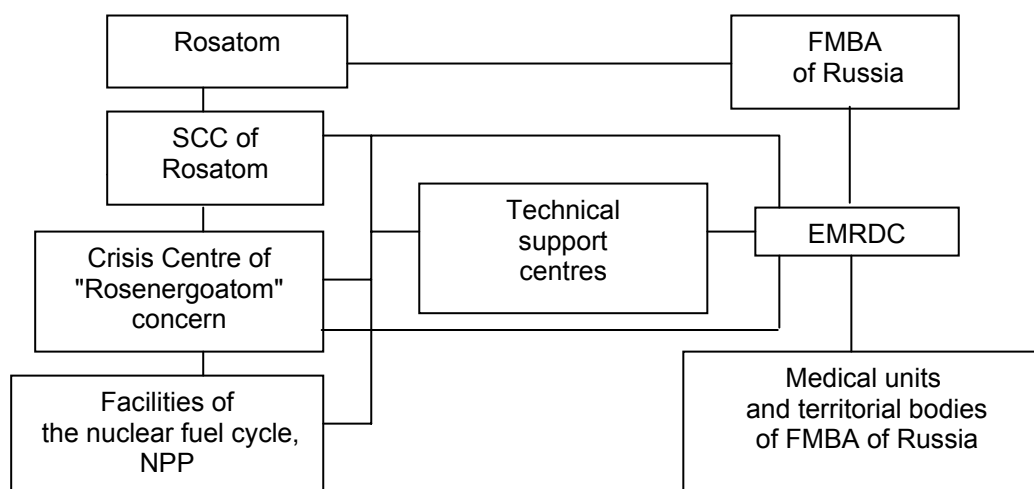 Rosatom
FMBA
of Russia
SCC of
Rosatom
Technical
support
centres
EMRDC
Crisis Centre of
"Rosenergoatom"
concern
Facilities of
the nuclear fuel cycle,
NPP
Medical units
and territorial bodies
of FMBA of Russia